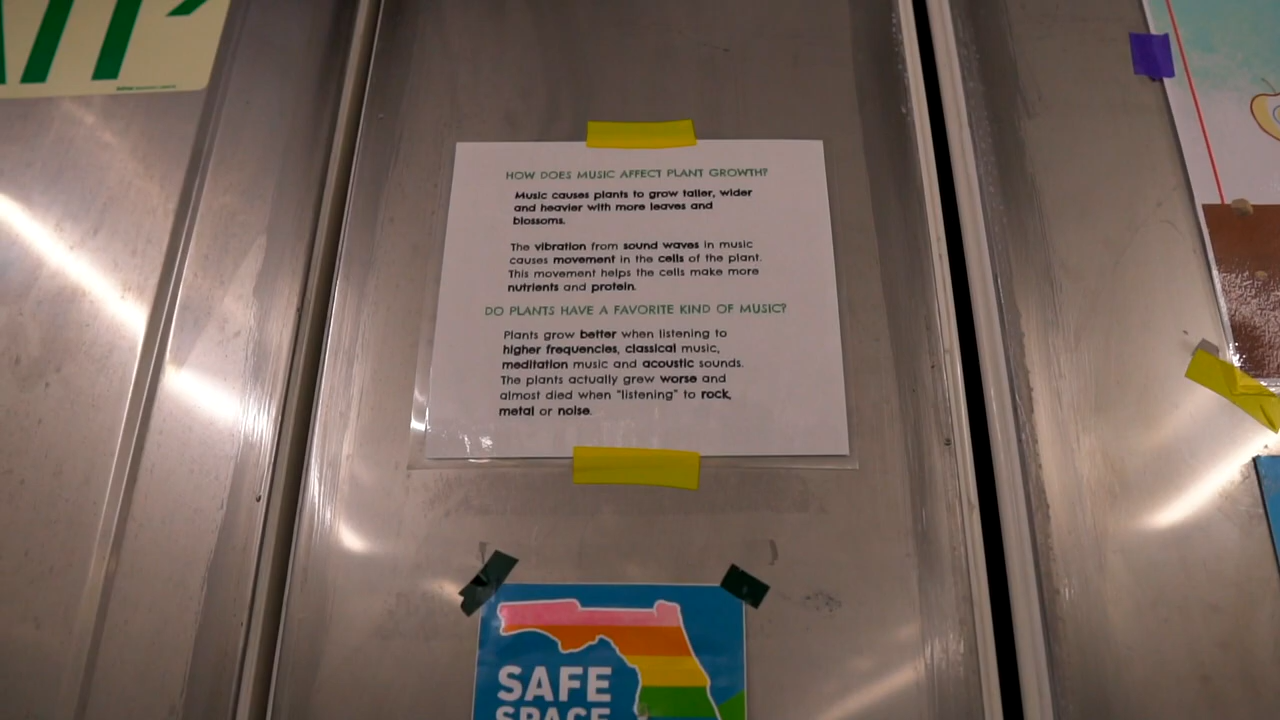 HOW DOES MUSIC AFFECT PLANT GROWTH?
Music causes plants to grow taller, wider
and heavier with more leaves and
blossoms.
The vibration from sound waves in music
causes movement in the cells of the plant.
This movement helps the cells make more
nutrients and protein.
DO PLANTS HAVE A FAVORITE KIND OF MUSIC?
Plants grow better when listening to
higher frequencies, classical music,
meditation music and acoustic sounds.
The plants actually grew worse and
almost died when "listening" to rock,
metal or noise.
SAFE
SPACE